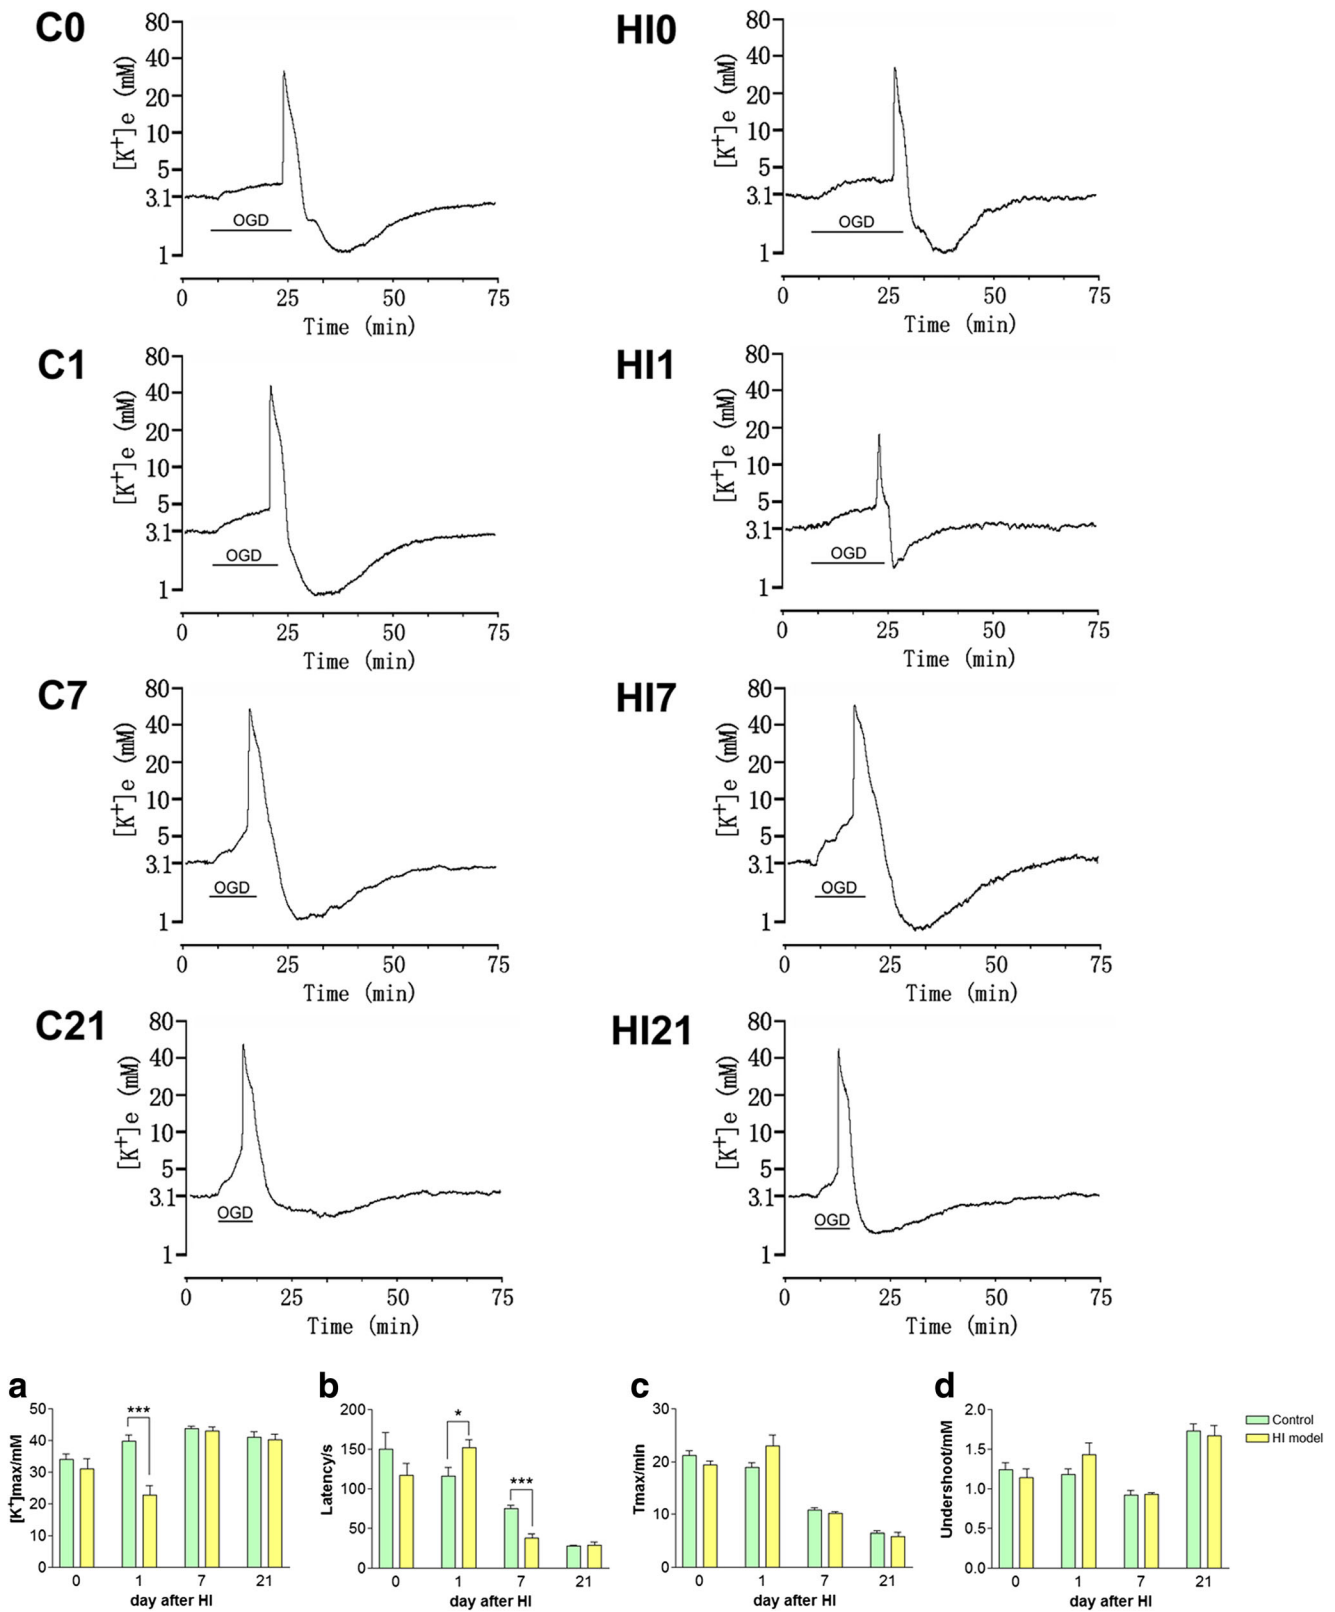 C0
80
40
20
10
5
3.1
1
[K+]e (mM)
OGD
0 25 50 75
Time (min)
HI0
80
40
20
10
5
3.1
1
[K+]e (mM)
OGD
0 25 50 75
Time (min)
C1
80
40
20
10
5
3.1
1
[K+]e (mM)
OGD
0 25 50 75
Time (min)
HI1
80
40
20
10
5
3.1
1
[K+]e (mM)
OGD
0 25 50 75
Time (min)
C7
80
40
20
10
5
3.1
1
[K+]e (mM)
OGD
0 25 50 75
Time (min)
HI7
80
40
20
10
5
3.1
1
[K+]e (mM)
OGD
0 25 50 75
Time (min)
C21
80
40
20
10
5
3.1
1
[K+]e (mM)
OGD
0 25 50 75
Time (min)
HI21
80
40
20
10
5
3.1
1
[K+]e (mM)
OGD
0 25 50 75
Time (min)
a
50
40
30
20
10
0
[K+]max/mM
***
0 1 7 21
day after HI
b
200
150
100
50
0
Latency/s
*
***
0 1 7 21
day after HI
c
30
20
10
0
Tmax/min
0 1 7 21
day after HI
d
2.0
1.5
1.0
0.5
0.0
Undershoot/mM
0 1 7 21
day after HI
Control
HI model